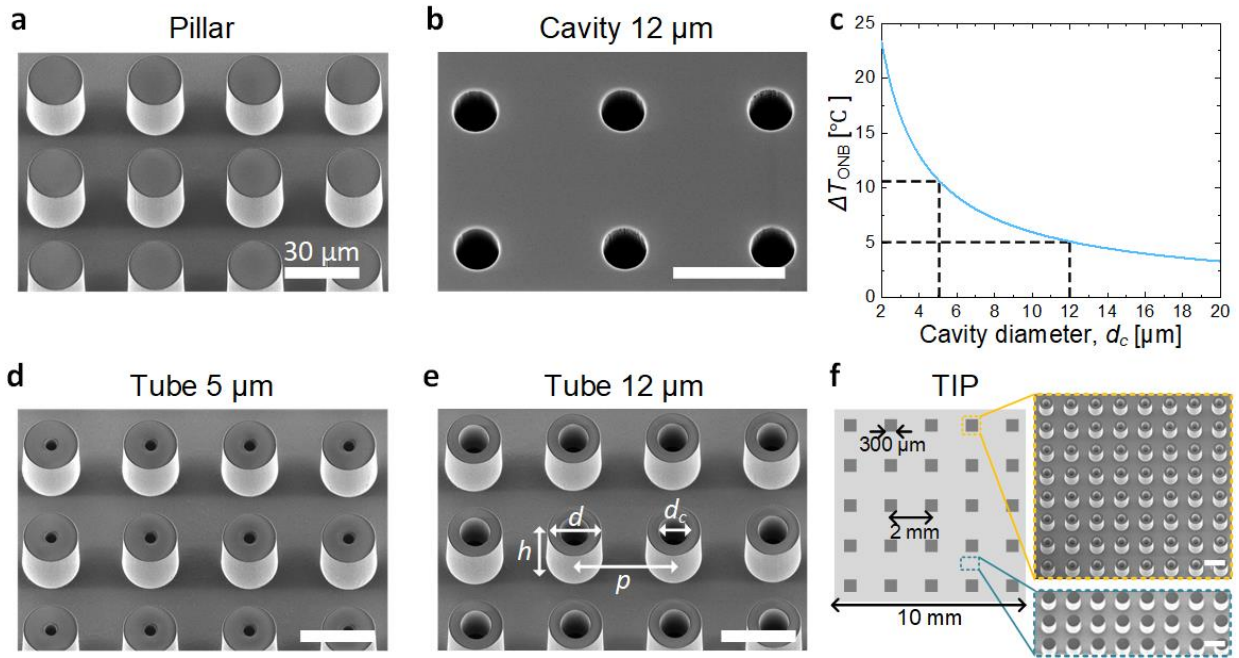 a
Pillar
30 μm
b
Cavity 12 μm
c
25
20
15
10
5
0
ΔT_ONB [°C]
2 4 6 8 10 12 14 16 18 20
Cavity diameter, d_c [μm]
d
Tube 5 μm
e
Tube 12 μm
d
d_c
h
p
f
TIP
300 μm
2 mm
10 mm